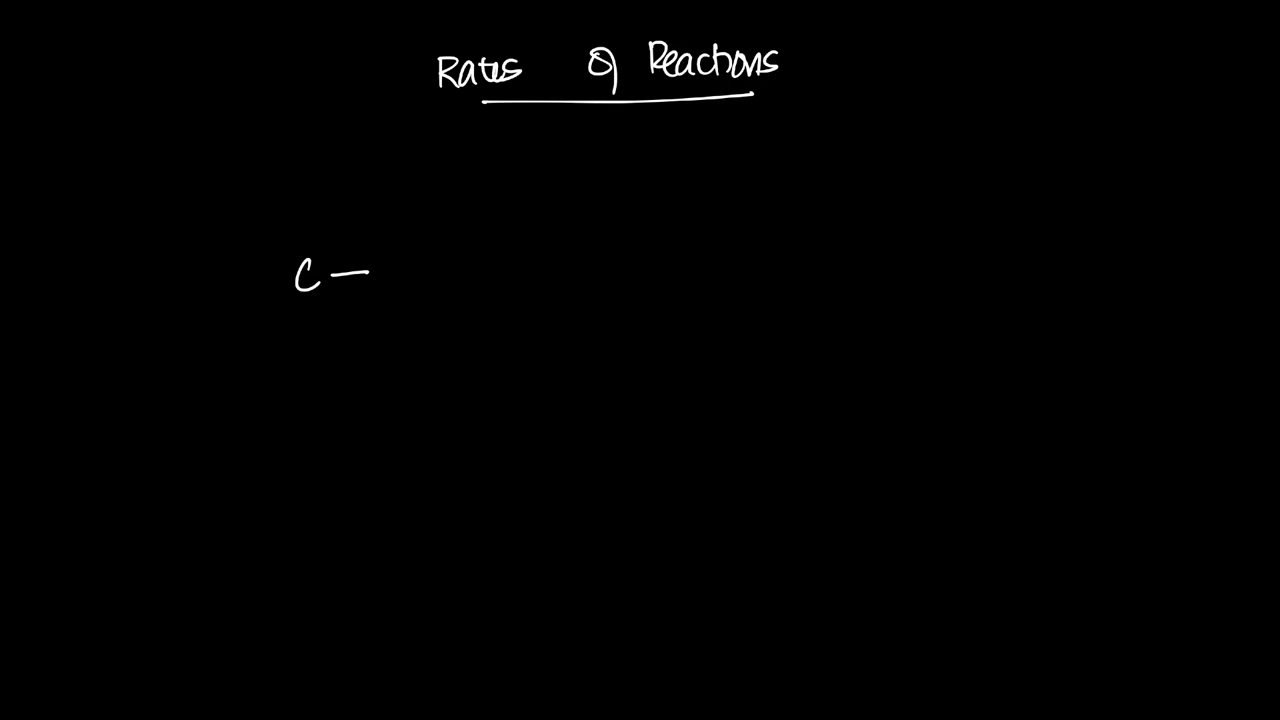 Rates of Reactions
C —